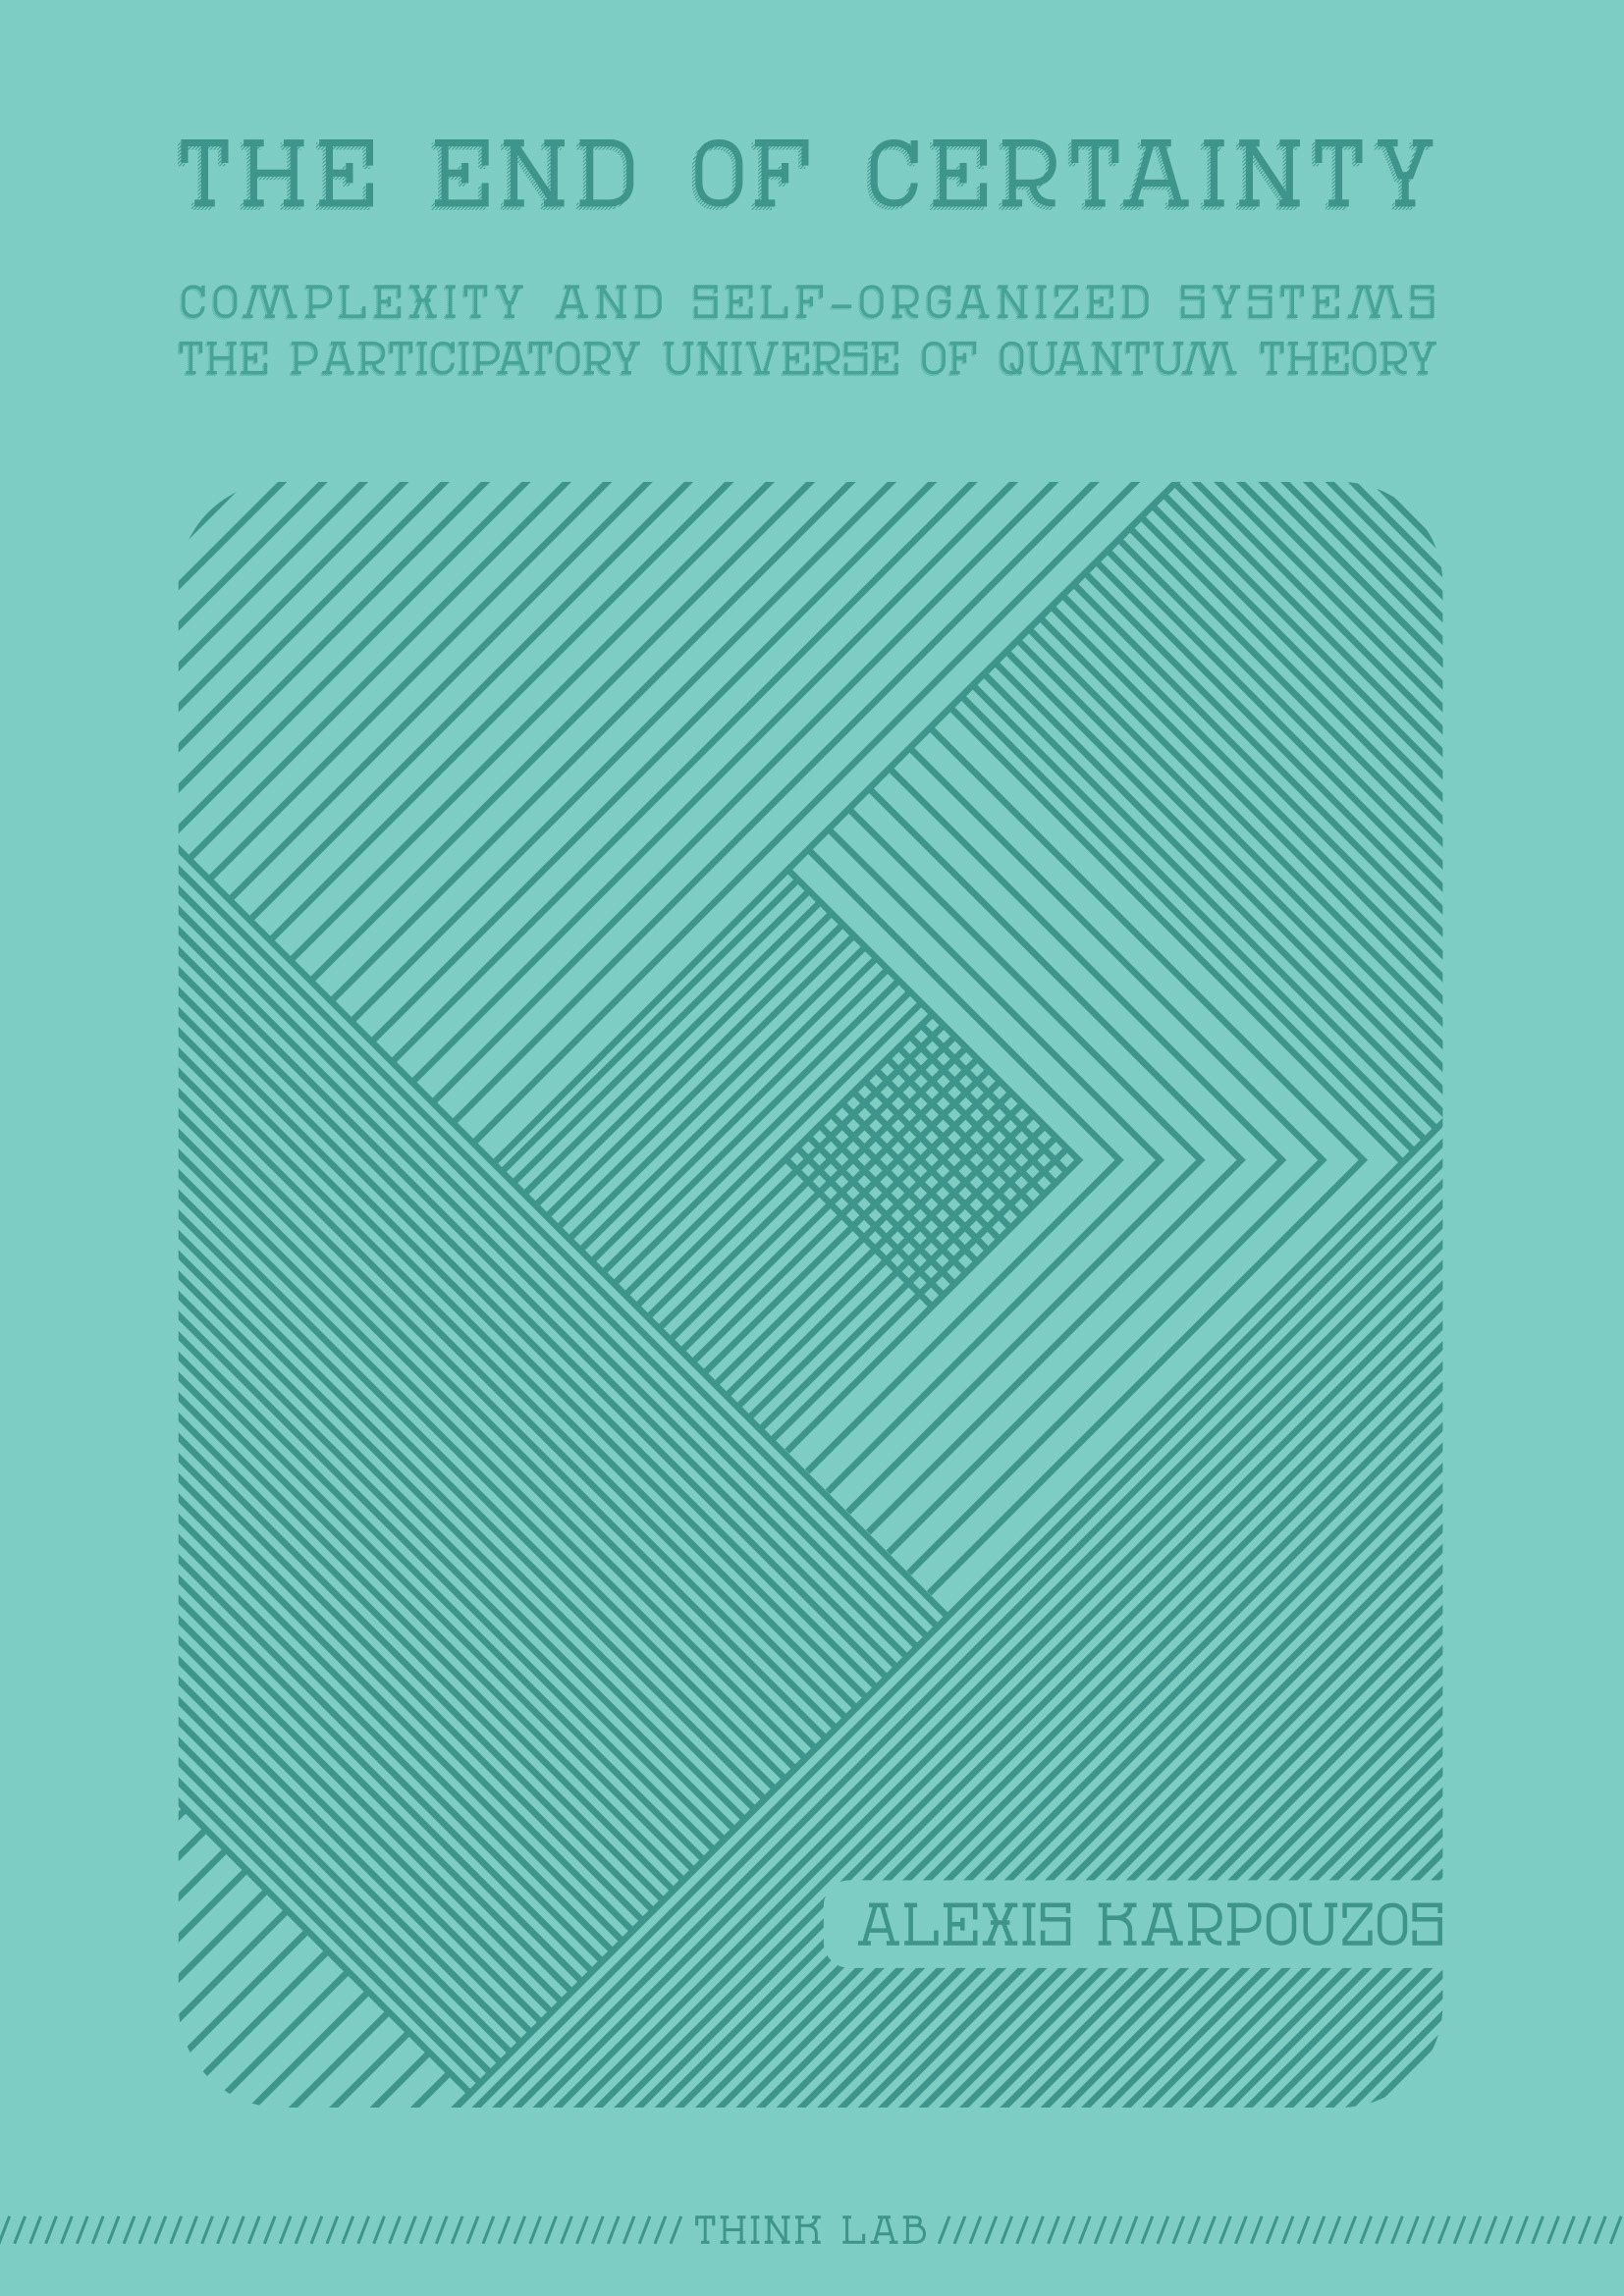 THE END OF CERTAINTY
COMPLEXITY AND SELF-ORGANIZED SYSTEMS
THE PARTICIPATORY UNIVERSE OF QUANTUM THEORY
ALEXIS KARPOUZOS
THINK LAB